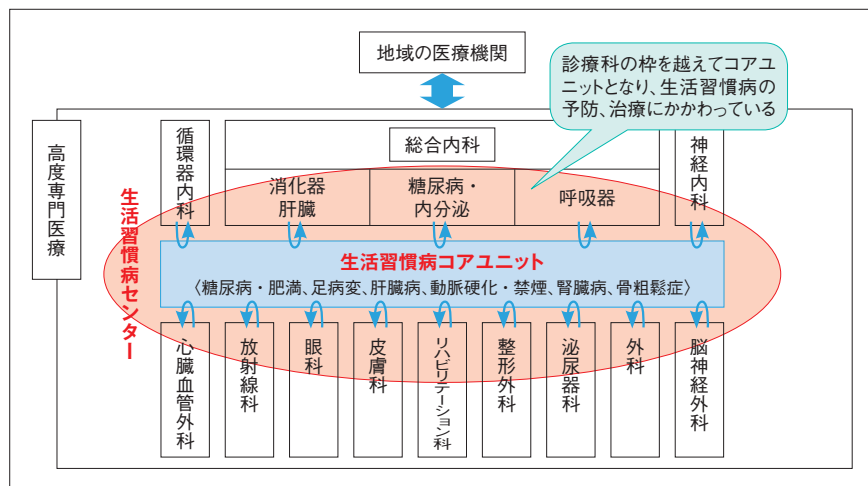 地域の医療機関
診療科の枠を越えてコアユ
ニットとなり、生活習慣病の
予防、治療にかかわっている
高度専門医療
循環器内科
総合内科
神経内科
消化器
肝臓
糖尿病・
内分泌
呼吸器
生活習慣病センター
生活習慣病コアユニット
〈糖尿病・肥満、足病変、肝臓病、動脈硬化・禁煙、腎臓病、骨粗鬆症〉
心臓血管外科
放射線科
眼科
皮膚科
リハビリテーション科
整形外科
泌尿器科
外科
脳神経外科